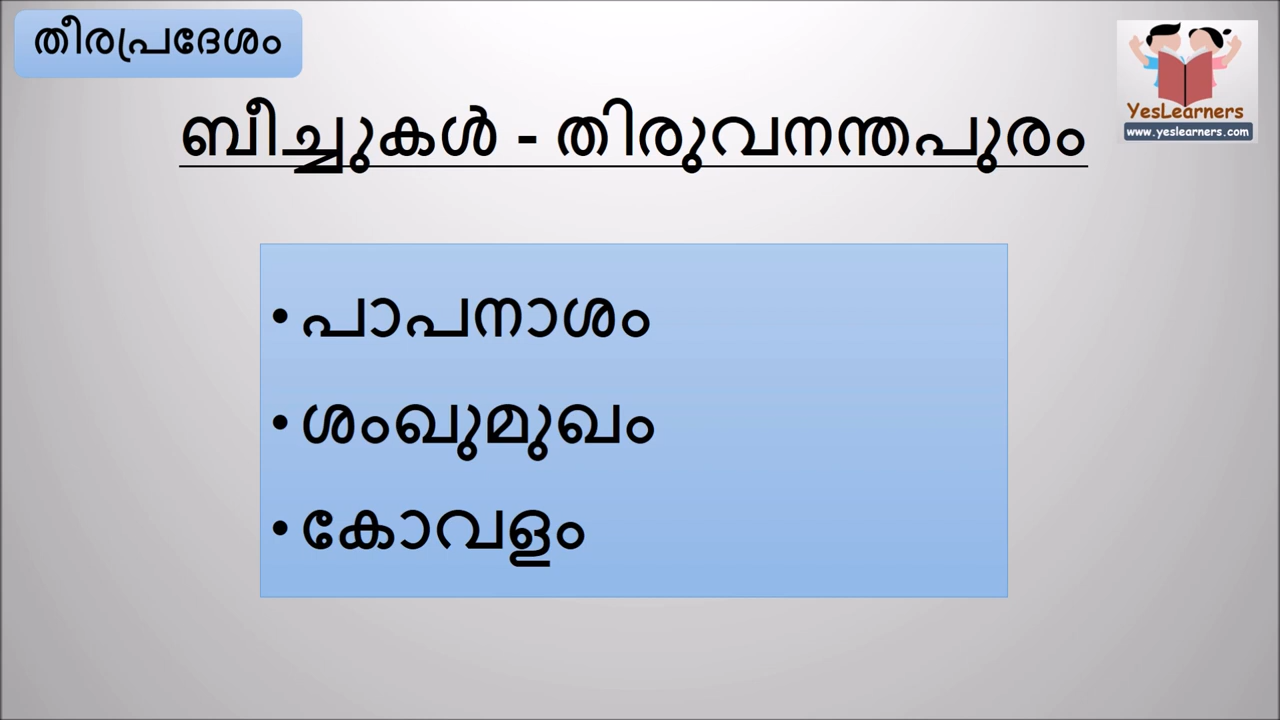 തീരപ്രദേശം
YesLearners
www.yeslearners.com
ബീച്ചുകൾ - തിരുവനന്തപുരം
• പാപനാശം
• ശംഖുമുഖം
• കോവളം